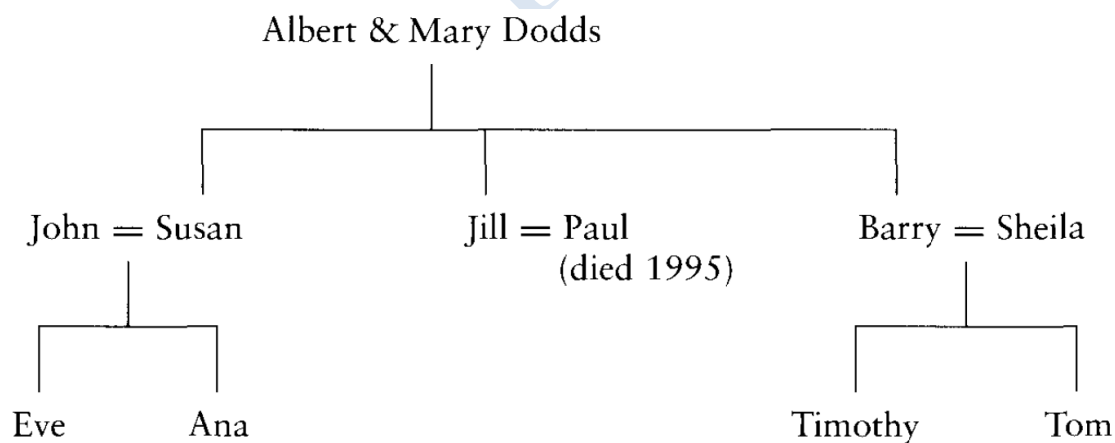 Albert & Mary Dodds
John = Susan
Jill = Paul
(died 1995)
Barry = Sheila
Eve
Ana
Timothy
Tom